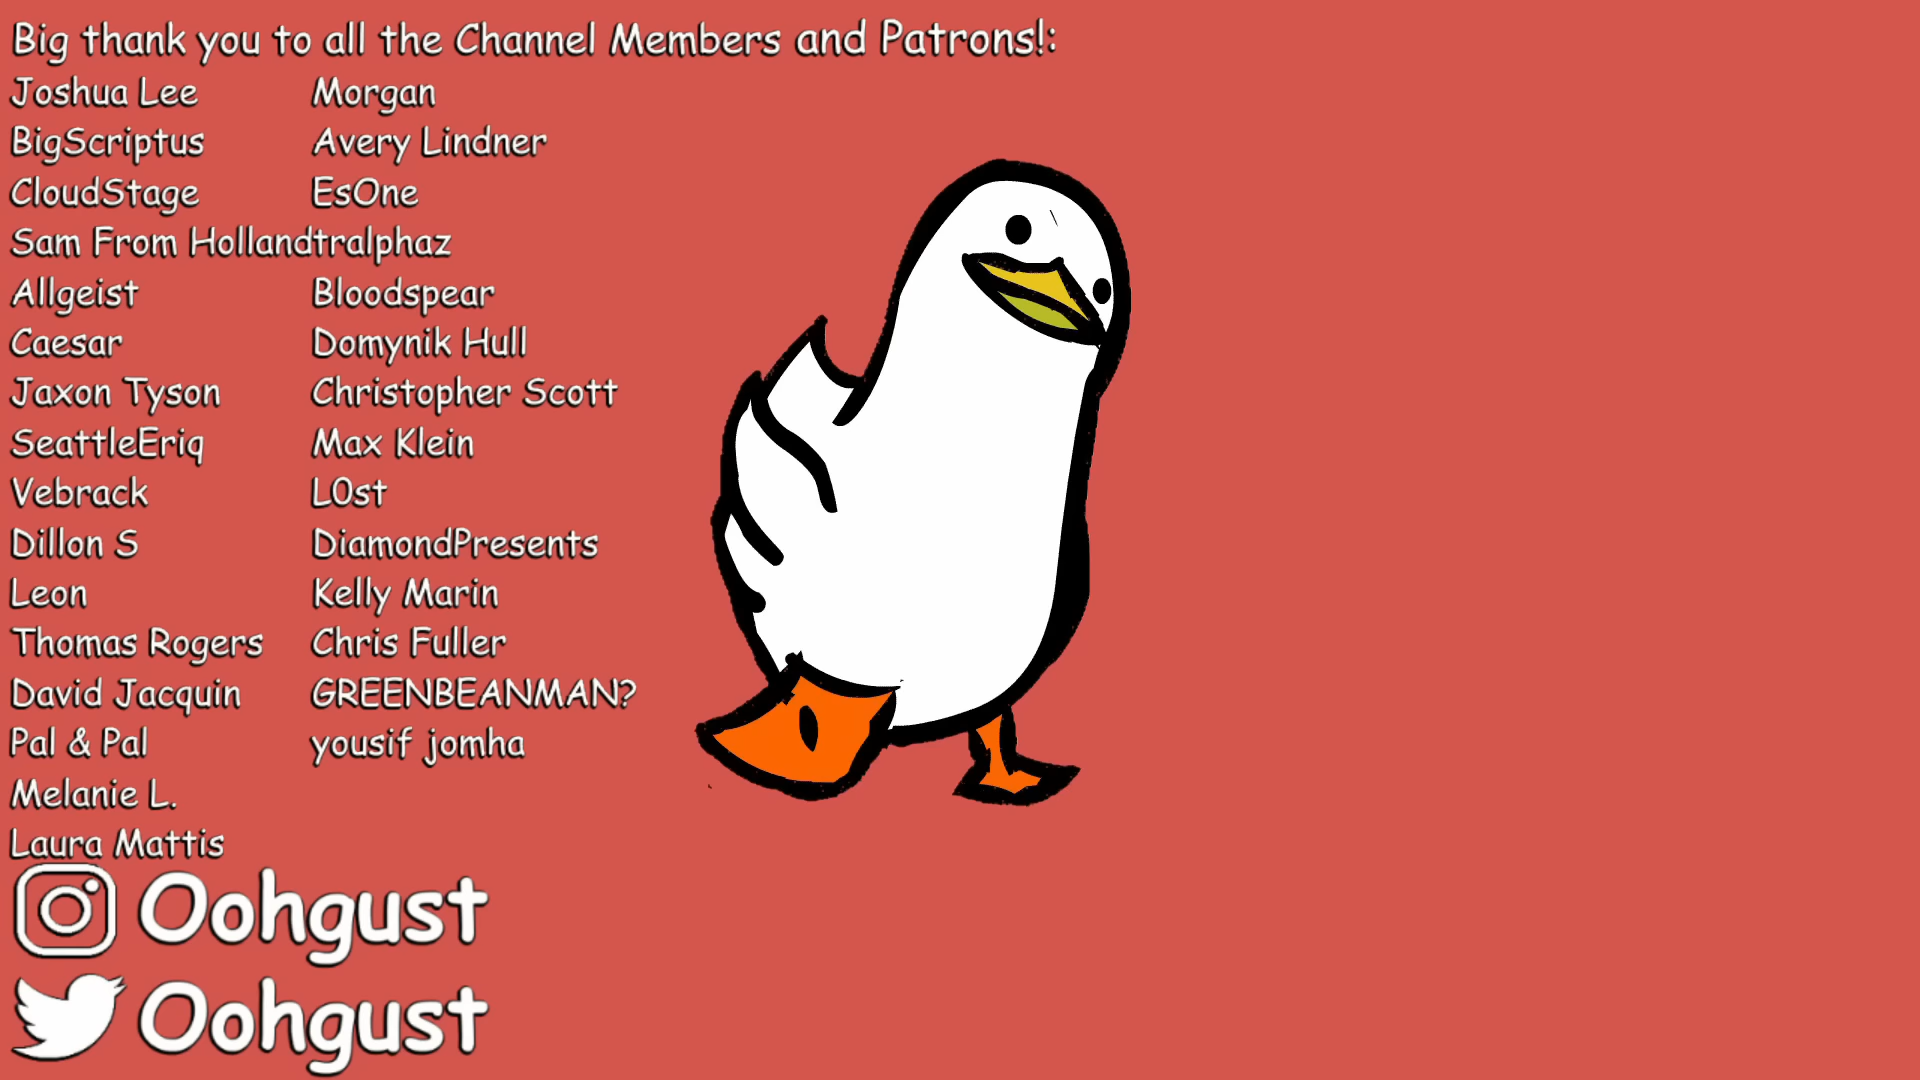 Big thank you to all the Channel Members and Patrons!:
Joshua Lee
BigScriptus
CloudStage
Sam From Holland
Allgeist
Caesar
Jaxon Tyson
SeattleEriq
Vebrack
Dillon S
Leon
Thomas Rogers
David Jacquin
Pal & Pal
Melanie L.
Laura Mattis
Morgan
Avery Lindner
EsOne
tralphaz
Bloodspear
Domynik Hull
Christopher Scott
Max Klein
L0st
DiamondPresents
Kelly Marin
Chris Fuller
GREENBEANMAN?
yousif jomha
Oohgust
Oohgust